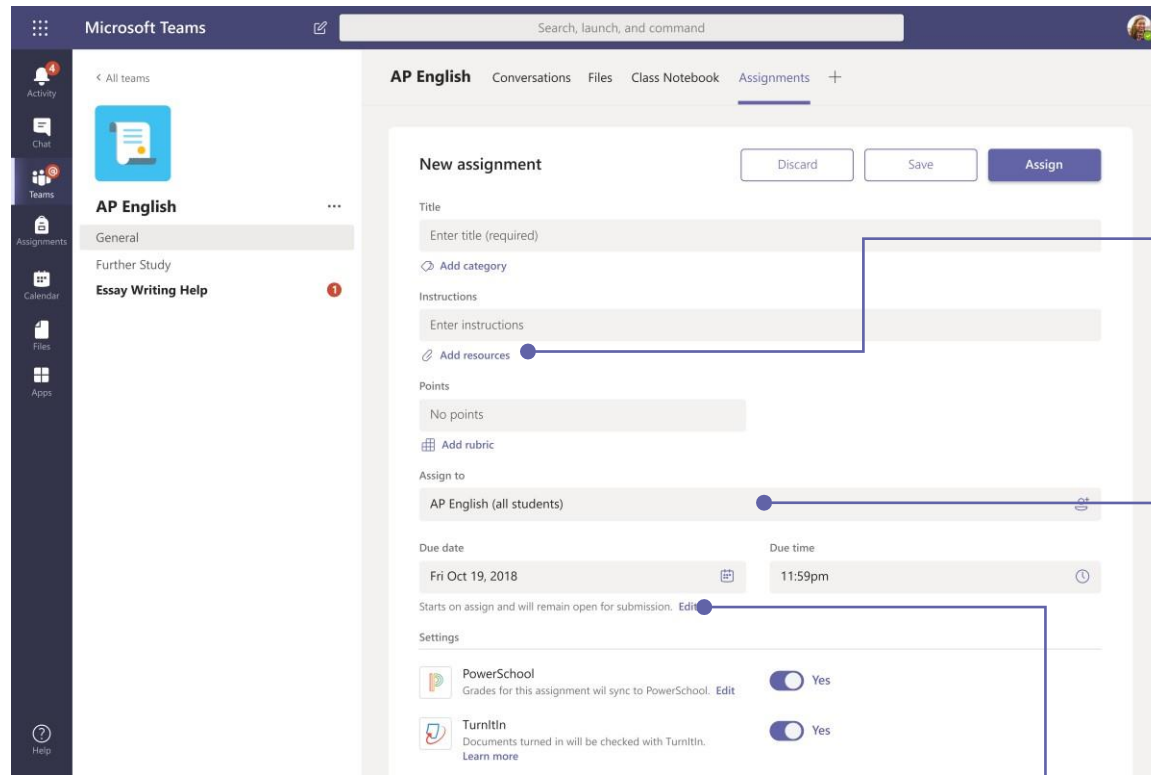 Microsoft Teams
Search, launch, and command
4
Activity
Chat
@
Teams
Assignments
Calendar
Files
Apps
Help
< All teams
AP English
...
General
Further Study
Essay Writing Help
1
AP English Conversations Files Class Notebook Assignments +
New assignment
Discard
Save
Assign
Title
Enter title (required)
Add category
Instructions
Enter instructions
Add resources
Points
No points
Add rubric
Assign to
AP English (all students)
Due date
Due time
Fri Oct 19, 2018
11:59pm
Starts on assign and will remain open for submission. Edit
Settings
PowerSchool
Yes
Grades for this assignment wil sync to PowerSchool. Edit
TurnItIn
Yes
Documents turned in will be checked with TurnItIn.
Learn more